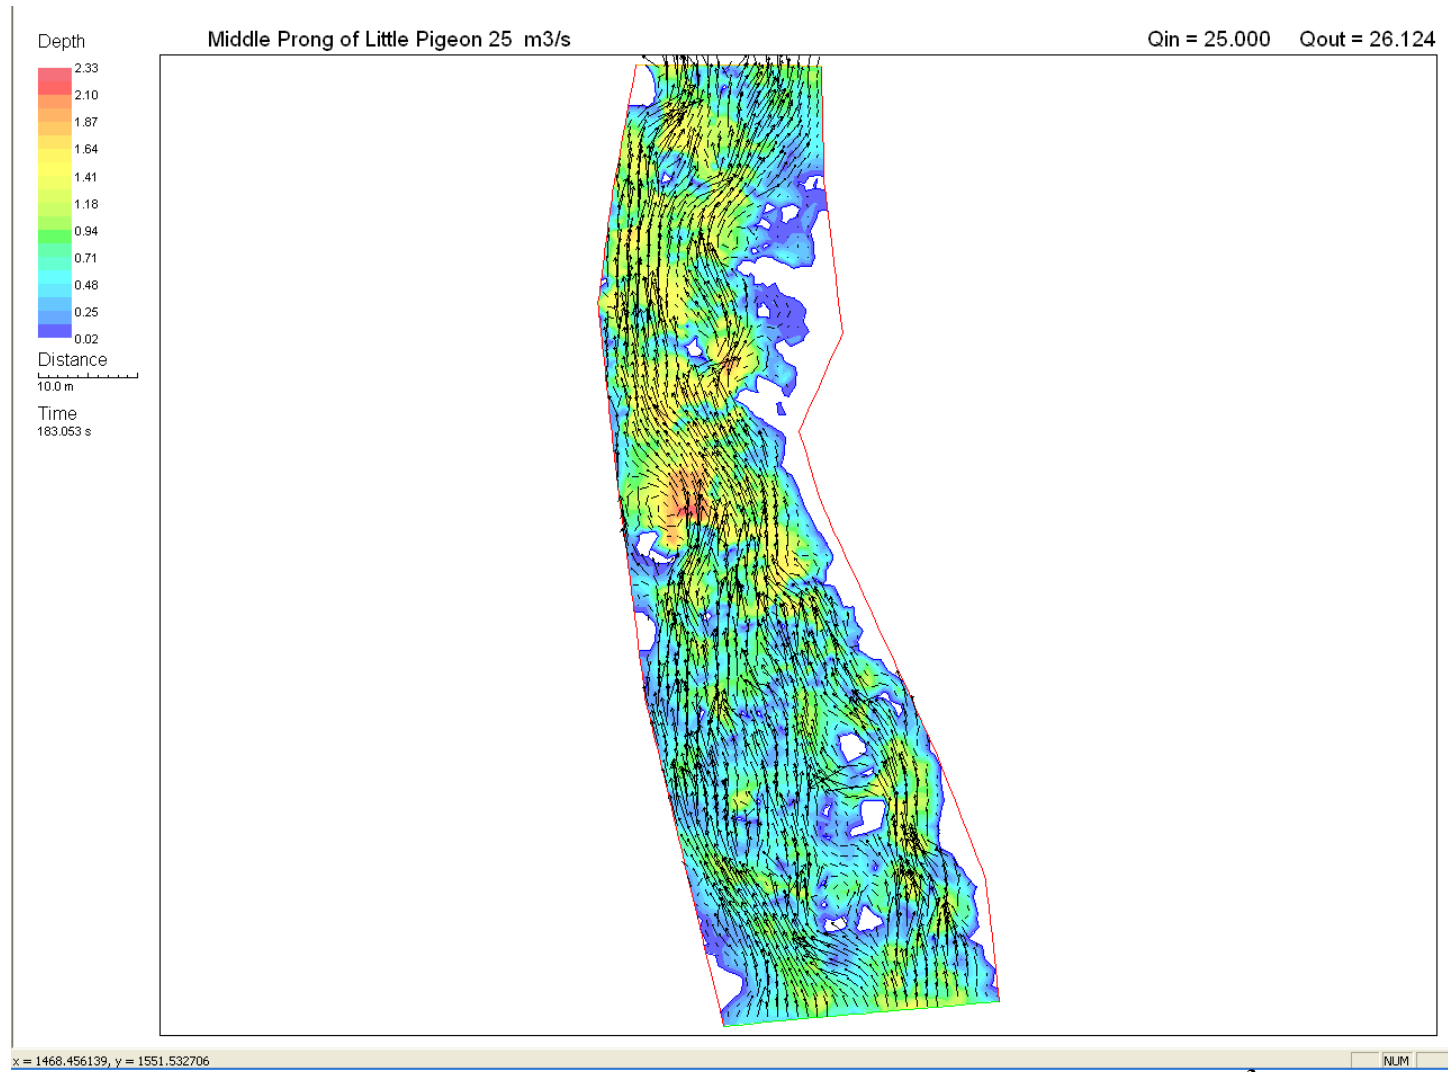 Middle Prong of Little Pigeon 25 m3/s
Qin = 25.000 Qout = 26.124
Depth
2.33
2.10
1.87
1.64
1.41
1.18
0.94
0.71
0.48
0.25
0.02
Distance
10.0 m
Time
183.053 s
x = 1468.456139, y = 1551.532706
NUM